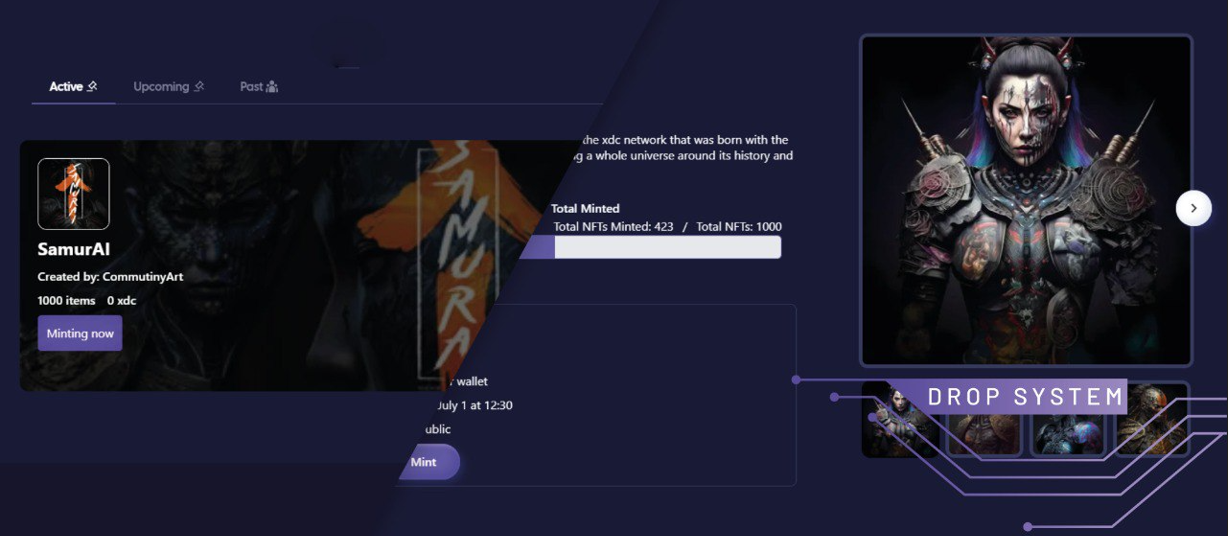 Active
Upcoming
Past
SAMURAI
SamurAI
Created by: CommutinyArt
1000 items 0 xdc
Minting now
SAMURA
the xdc network that was born with the
a whole universe around its history and
Total Minted
Total NFTs Minted: 423 / Total NFTs: 1000
wallet
July 1 at 12:30
Mint
DROP SYSTEM